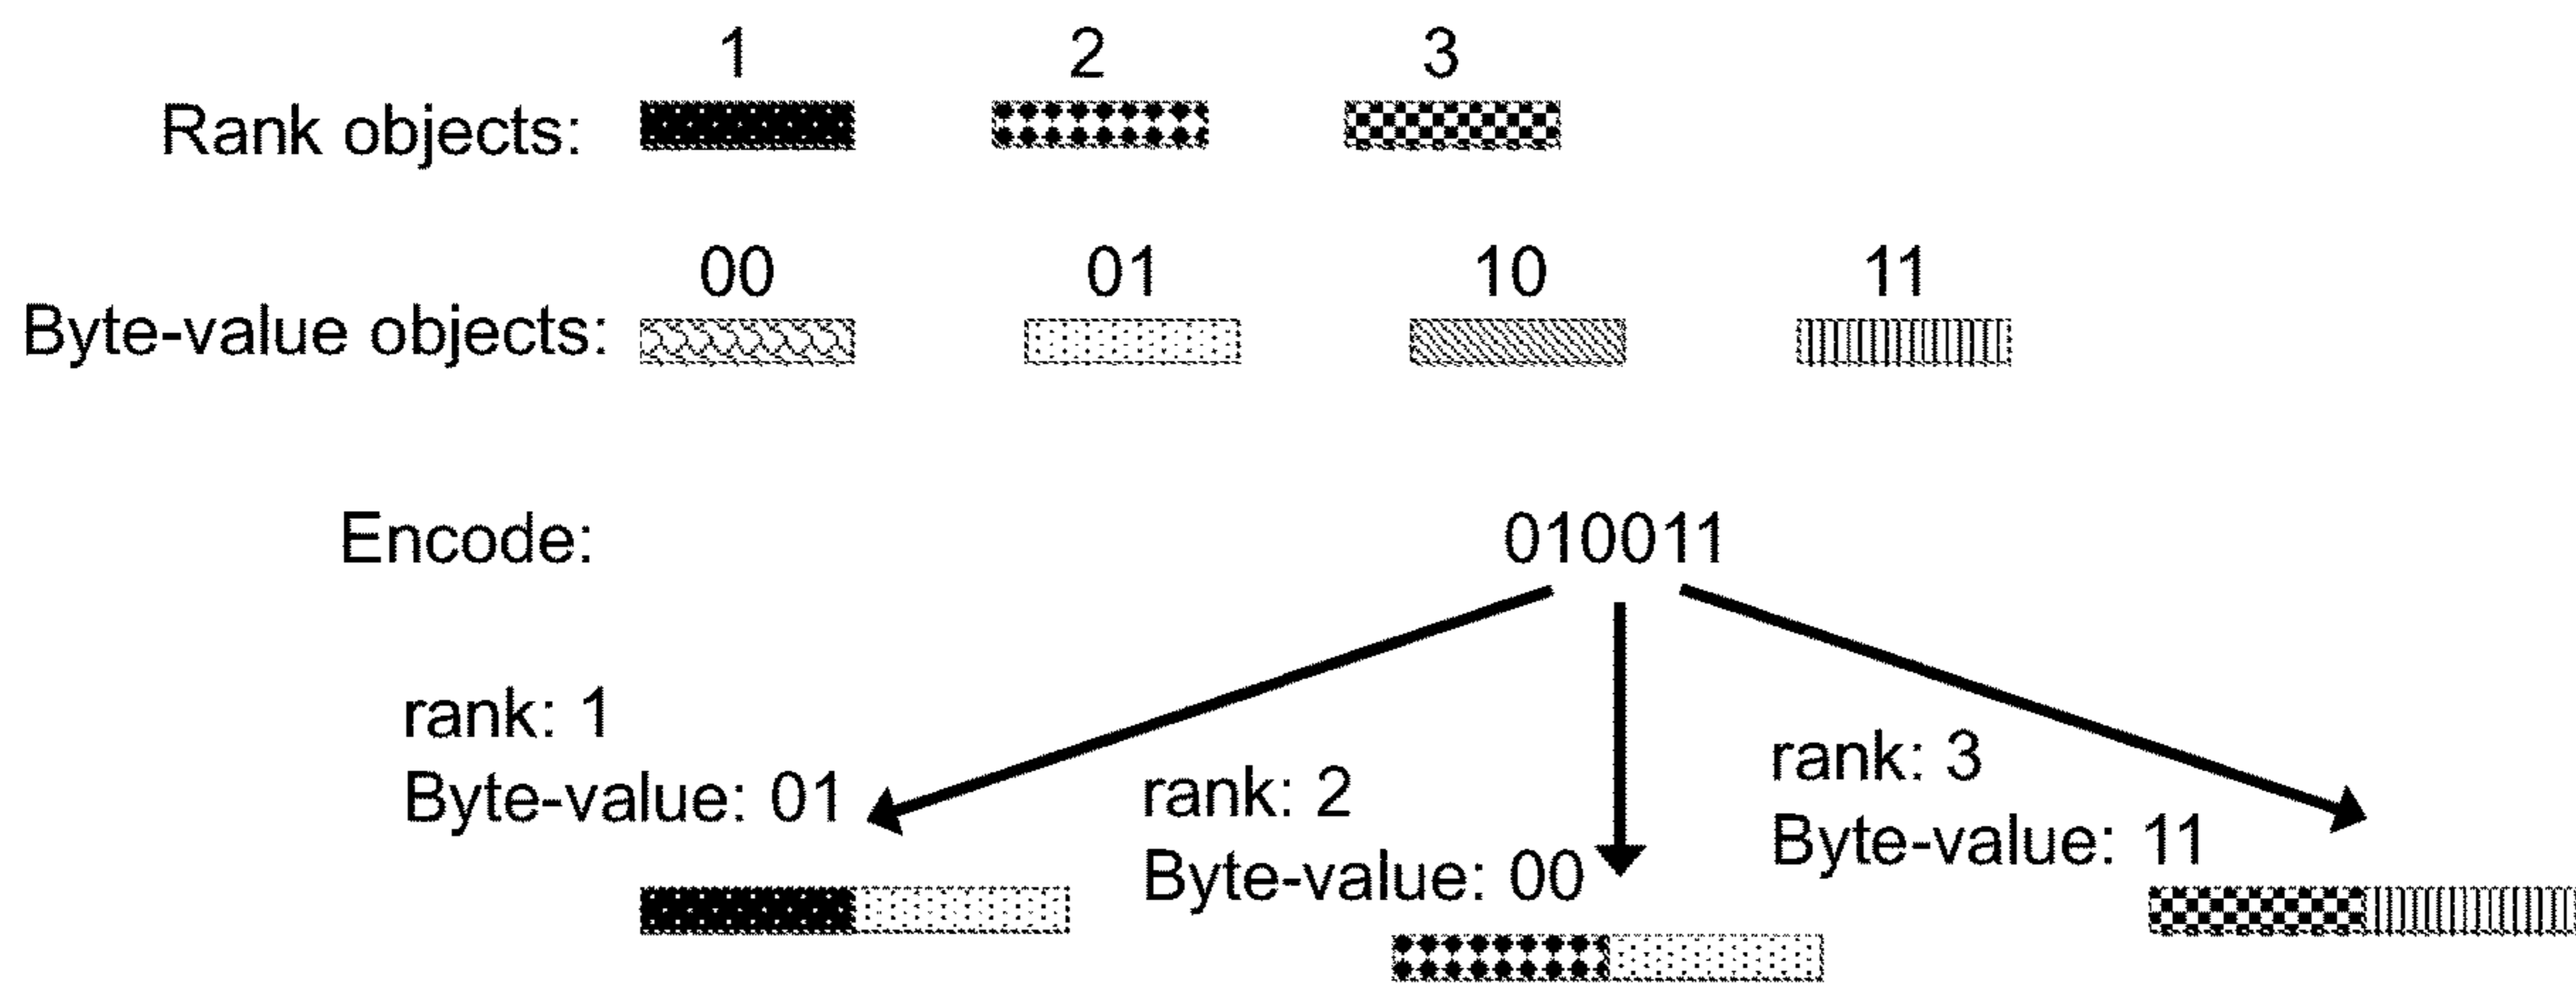 1 2 3
Rank objects:
00 01 10 11
Byte-value objects:
Encode: 010011
rank: 1
Byte-value: 01
rank: 2
Byte-value: 00
rank: 3
Byte-value: 11